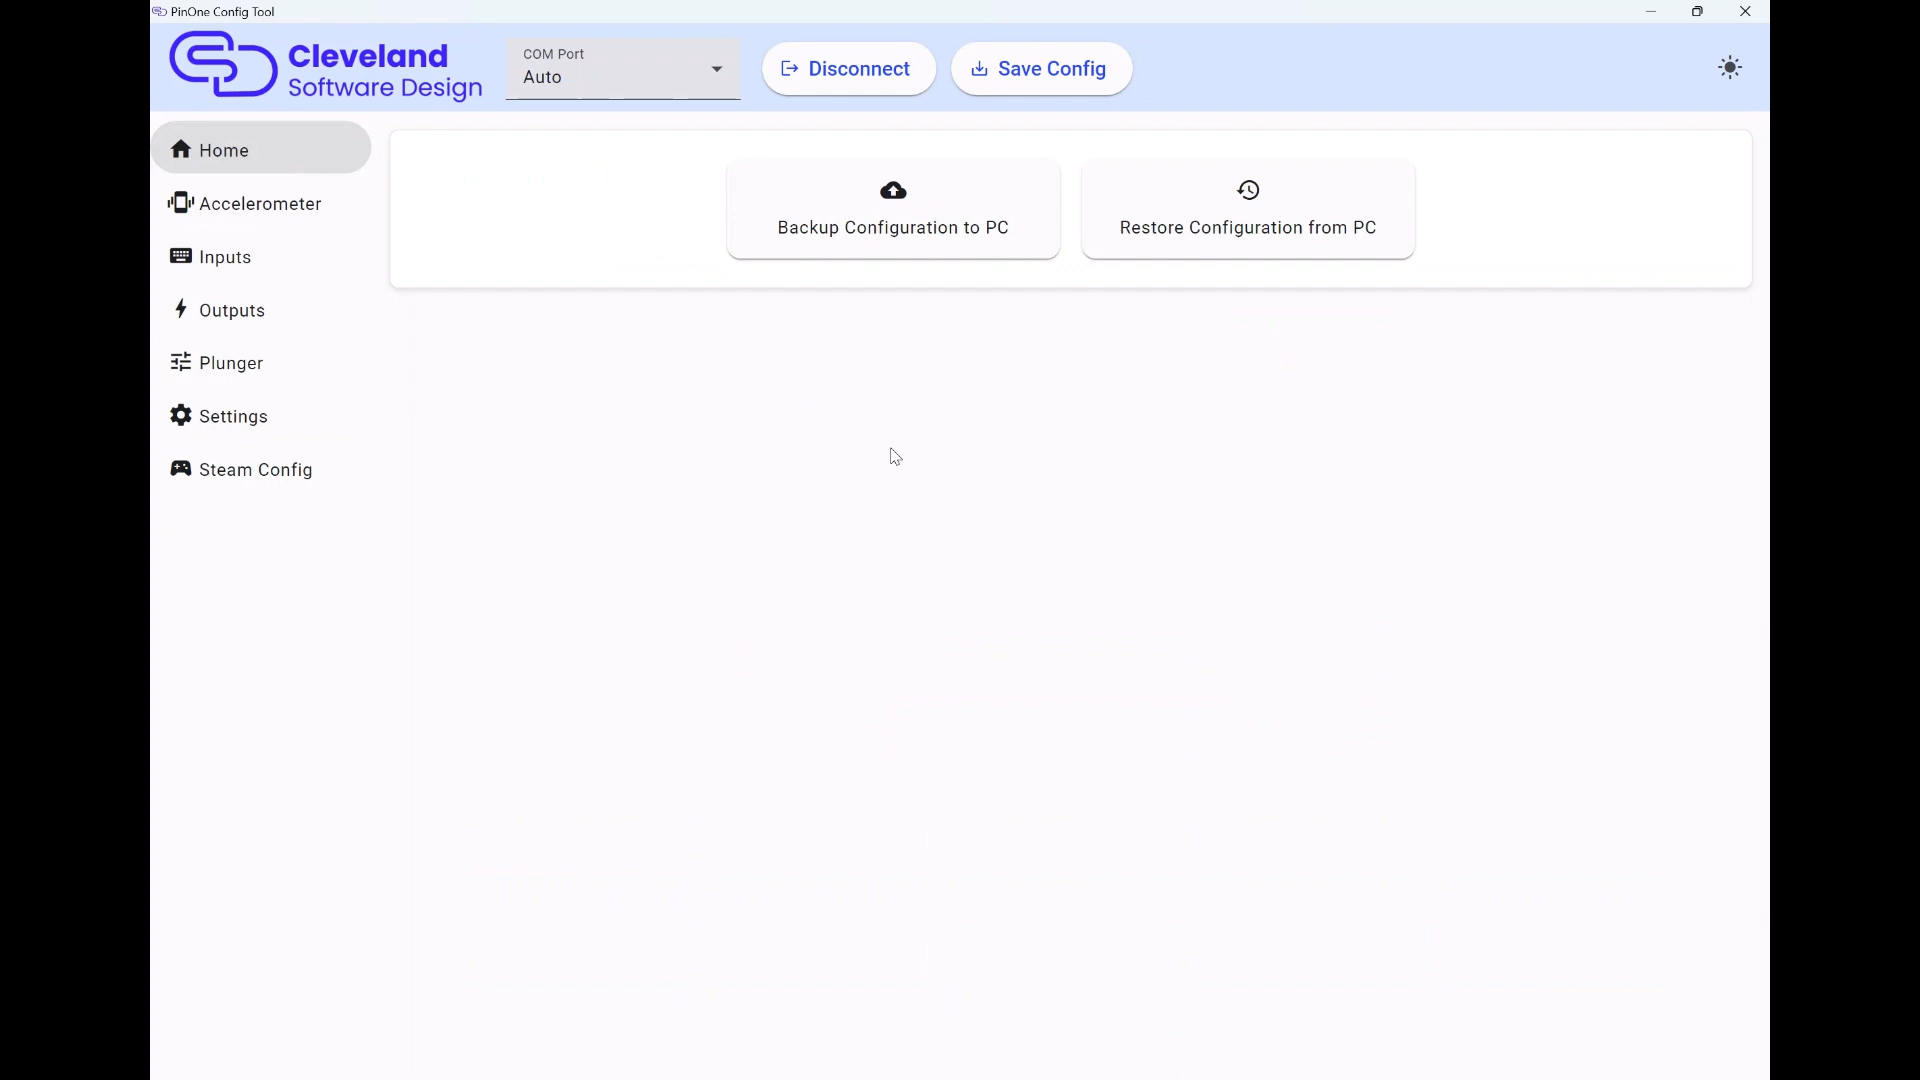 PinOne Config Tool
Cleveland
Software Design
COM Port
Auto
Disconnect
Save Config
Home
Accelerometer
Inputs
Outputs
Plunger
Settings
Steam Config
Backup Configuration to PC
Restore Configuration from PC